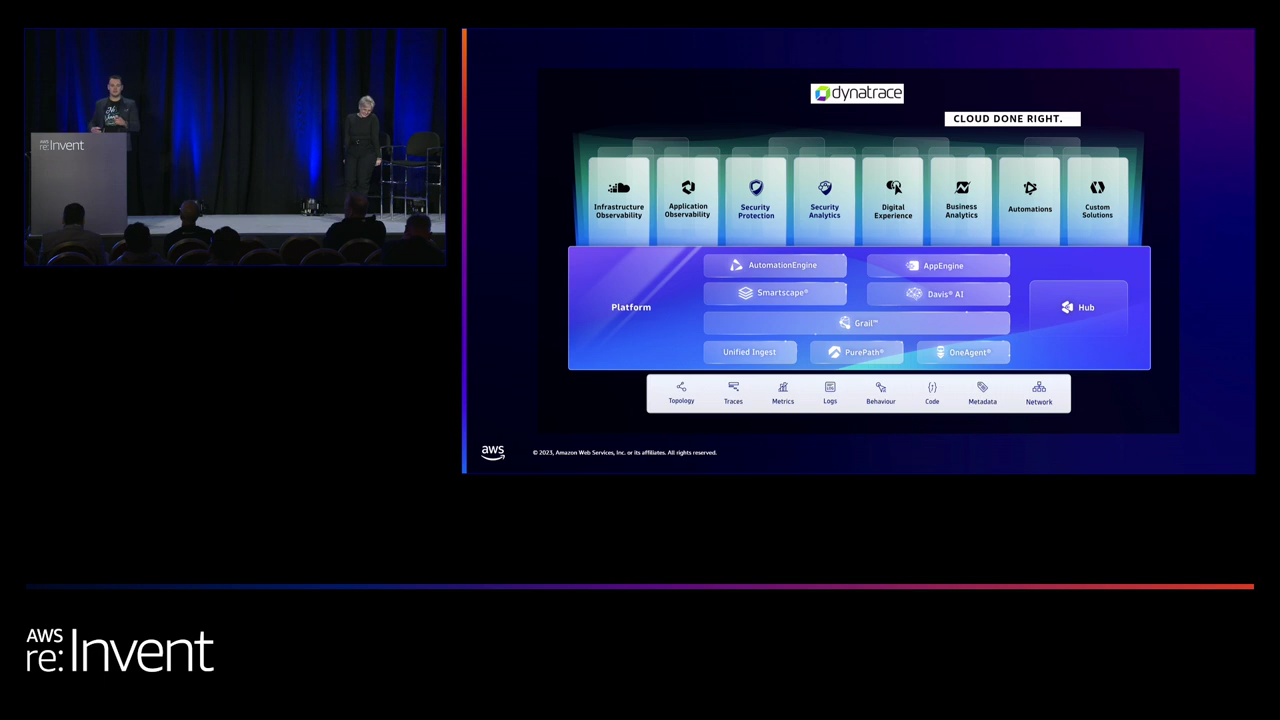 aws
re:Invent
dynatrace
CLOUD DONE RIGHT.
Infrastructure
Observability
Application
Observability
Security
Protection
Security
Analytics
Digital
Experience
Business
Analytics
Automations
Custom
Solutions
Platform
AutomationEngine
AppEngine
Smartscape®
Davis® AI
Grail™
Hub
Unified Ingest
PurePath®
OneAgent®
Topology
Traces
Metrics
Logs
Behaviour
Code
Metadata
Network
aws
© 2023, Amazon Web Services, Inc. or its affiliates. All rights reserved.
AWS
re:Invent